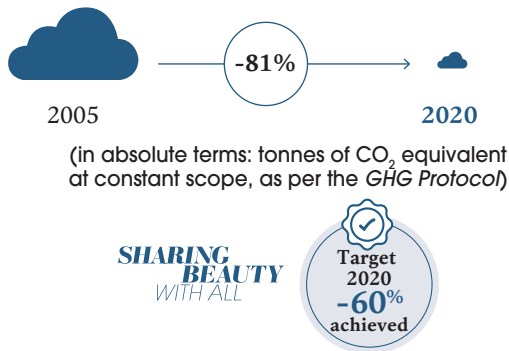 -81%
2005
2020
(in absolute terms: tonnes of CO₂ equivalent
at constant scope, as per the GHG Protocol)
SHARING
BEAUTY
WITH ALL
Target
2020
-60%
achieved